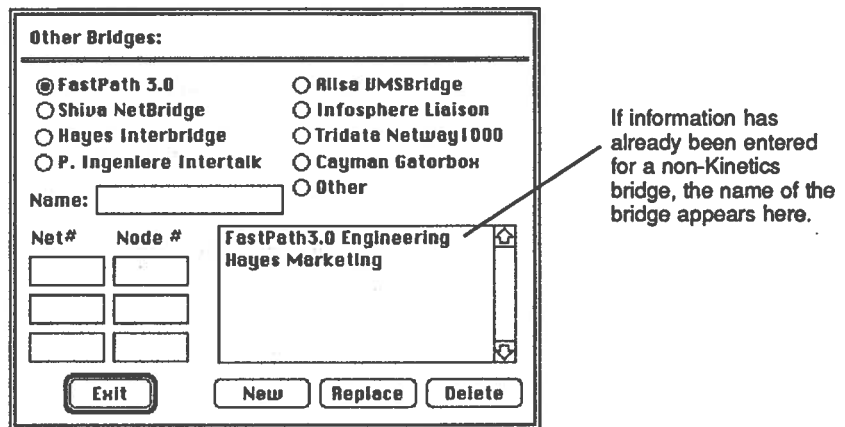 Other Bridges:
FastPath 3.0
Shiva NetBridge
Hayes Interbridge
P. Ingeniere Intertalk
Alisa VMSBridge
Infosphere Liaison
Tridata Netway1000
Cayman Gatorbox
Other
Name:
Net# Node #
FastPath3.0 Engineering
Hayes Marketing
Exit
New
Replace
Delete
If information has
already been entered
for a non-Kinetics
bridge, the name of the
bridge appears here.